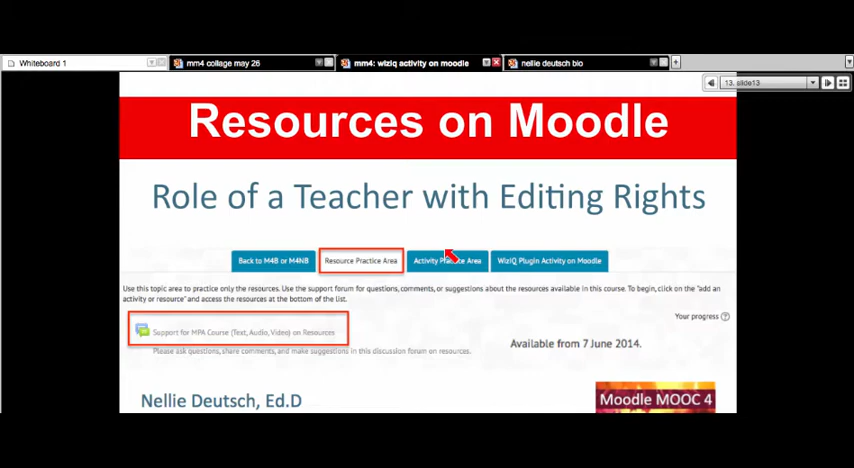 Whiteboard 1
mm4 collage may 26
mm4: wiziq activity on moodle
nellie deutsch bio
13. slide13
Resources on Moodle
Role of a Teacher with Editing Rights
Back to M4B or M4NB
Resource Practice Area
Activity Practice Area
WizIQ Plugin Activity on Moodle
Use this topic area to practice only the resources. Use the support forum for questions, comments, or suggestions about the resources available in this course. To begin, click on the "add an
activity or resource" and access the resources at the bottom of the list.
Your progress
Support for MPA Course (Text, Audio, Video) on Resources
Please ask questions, share comments, and make suggestions in this discussion forum on resources.
Available from 7 June 2014.
Nellie Deutsch, Ed.D
Moodle MOOC 4